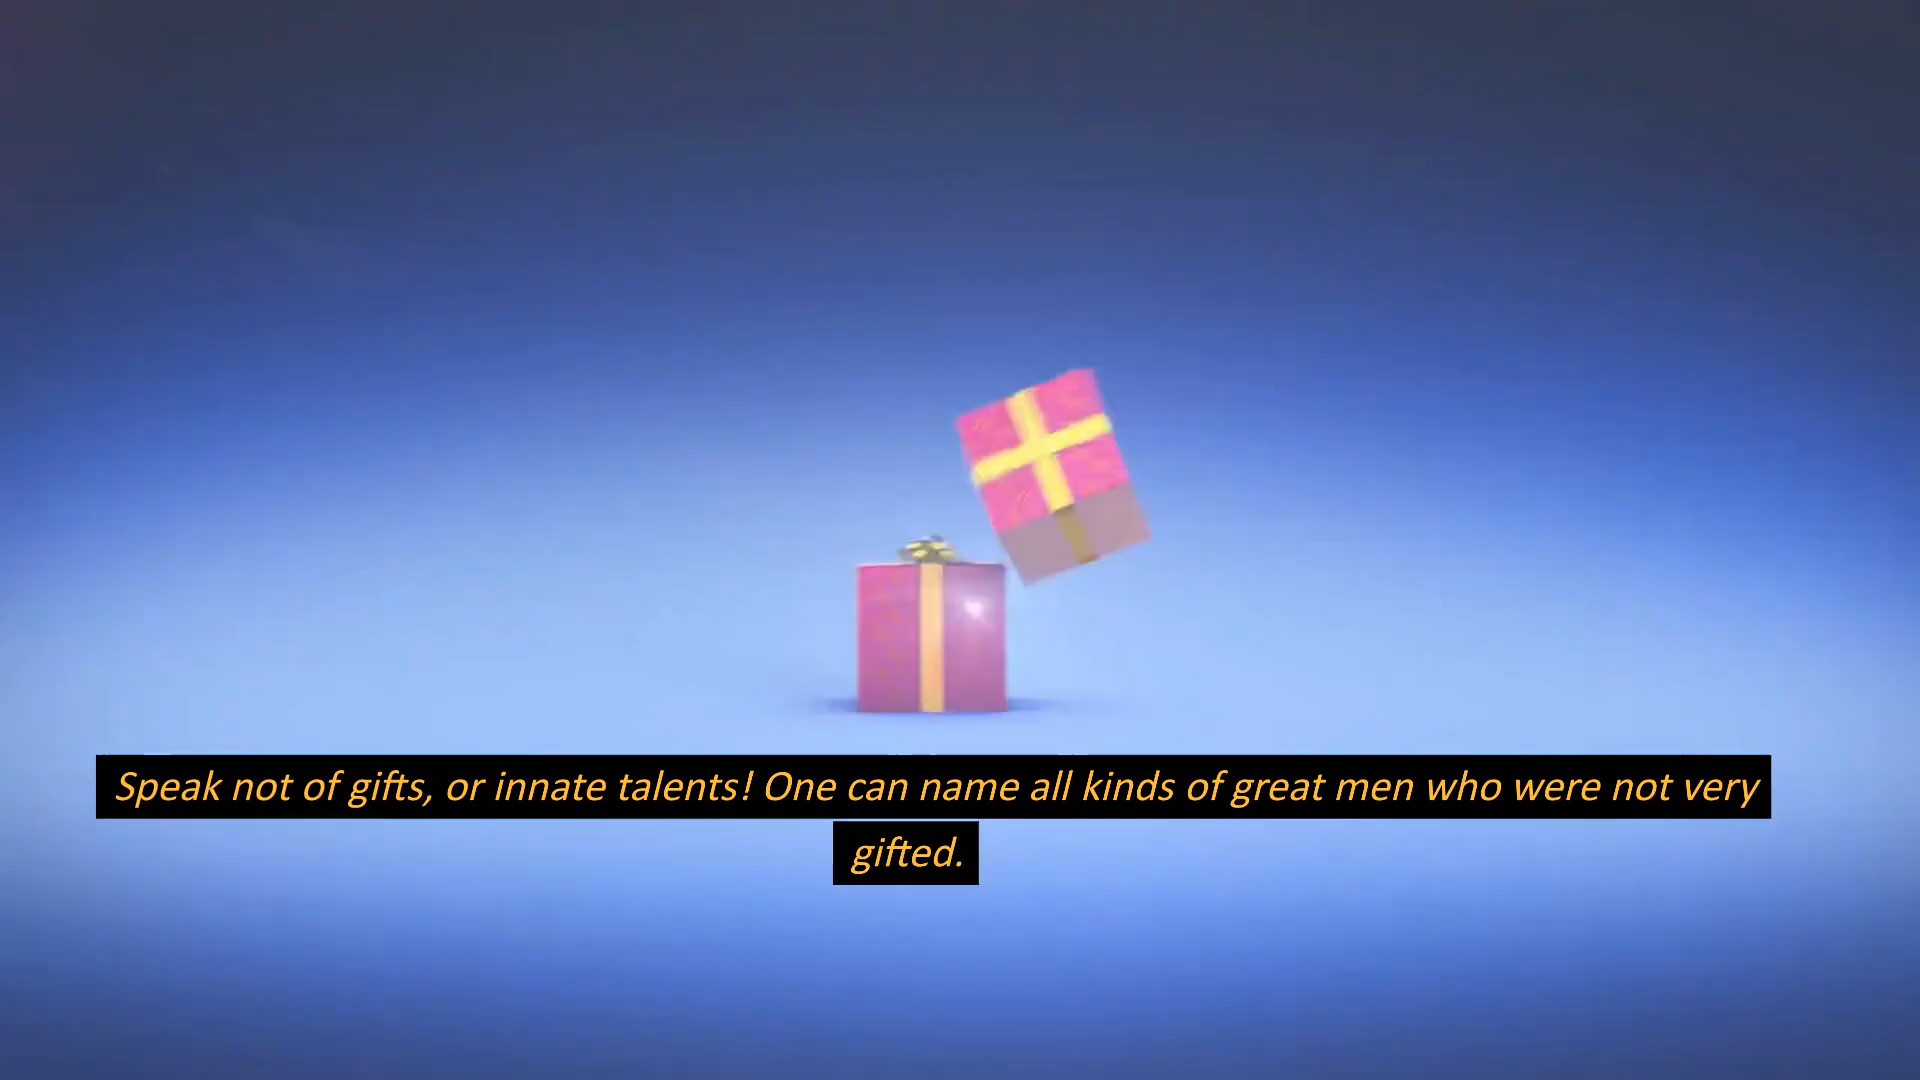 Speak not of gifts, or innate talents! One can name all kinds of great men who were not very
gifted.